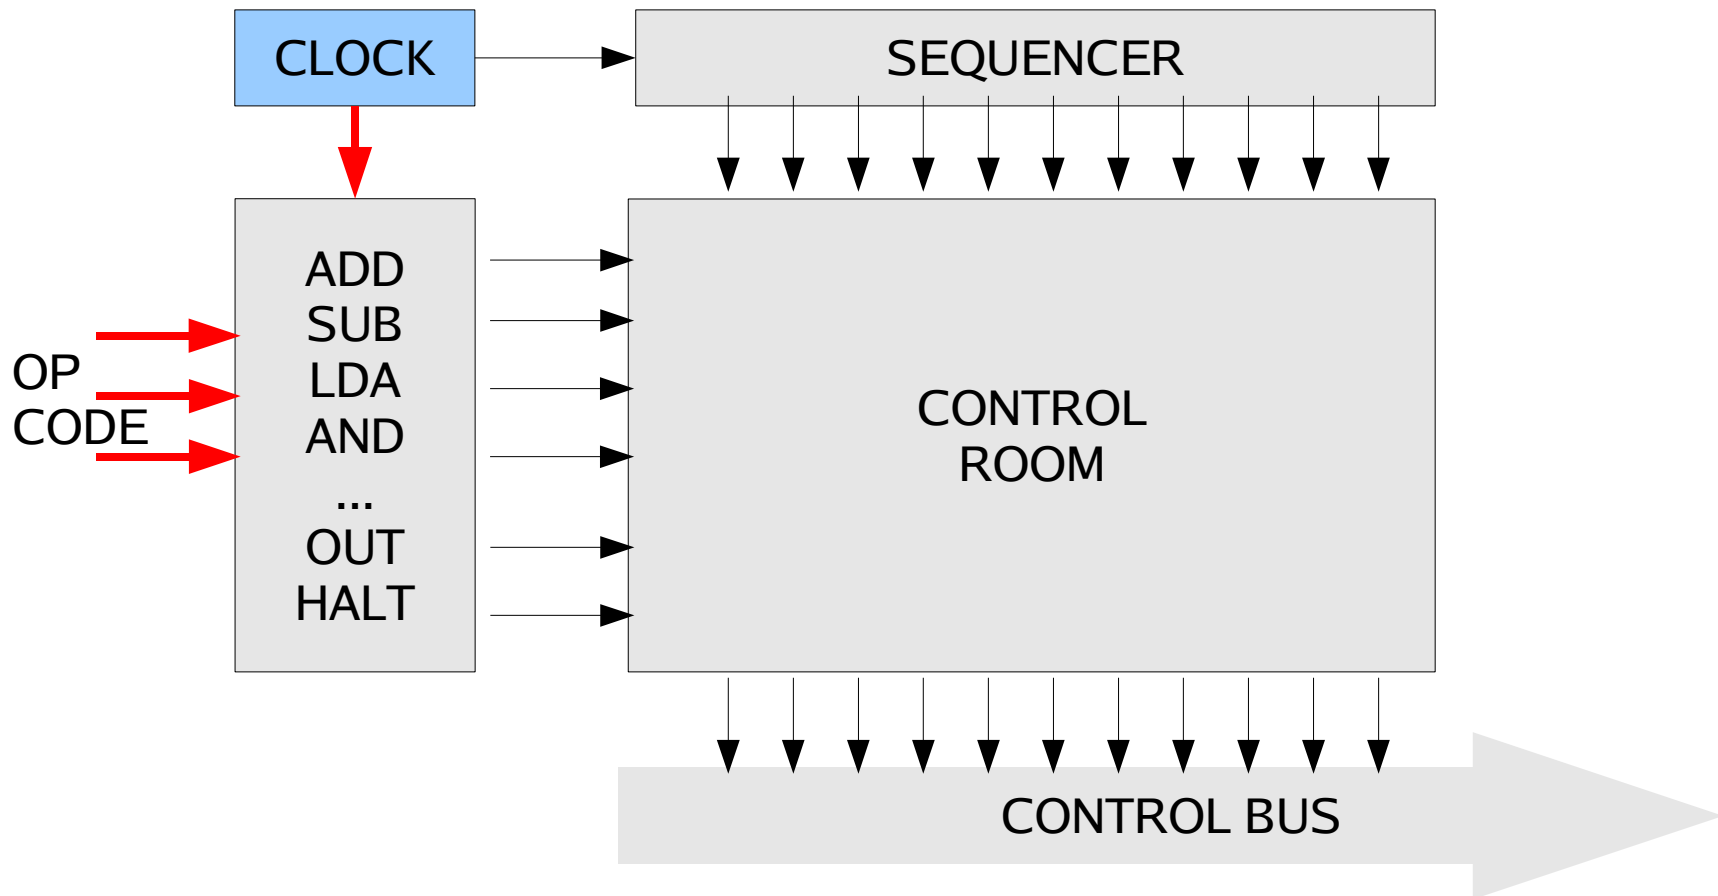 CLOCK
SEQUENCER
OP
CODE
ADD
SUB
LDA
AND
...
OUT
HALT
CONTROL
ROOM
CONTROL BUS